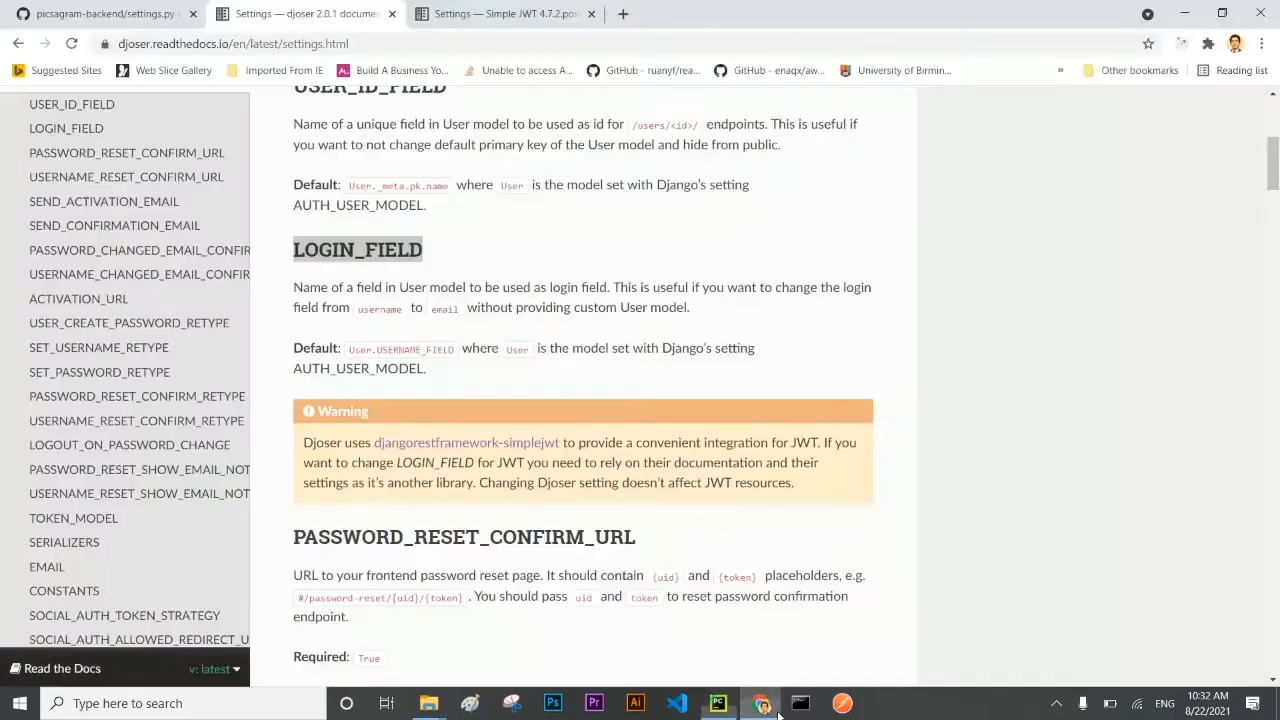 picsagram-backend/settings.py
Settings — djoser 2.0.1 docume
Settings — Simple JWT 4.7.2.pos
djoser.readthedocs.io/en/latest/settings.html
Suggested Sites
Web Slice Gallery
Imported From IE
Build A Business Yo...
Unable to access A...
GitHub - ruanyf/rea...
GitHub - enaqx/aw...
University of Birmin...
»
Other bookmarks
Reading list
USER_ID_FIELD
LOGIN_FIELD
PASSWORD_RESET_CONFIRM_URL
USERNAME_RESET_CONFIRM_URL
SEND_ACTIVATION_EMAIL
SEND_CONFIRMATION_EMAIL
PASSWORD_CHANGED_EMAIL_CONFIR
USERNAME_CHANGED_EMAIL_CONFIR
ACTIVATION_URL
USER_CREATE_PASSWORD_RETYPE
SET_USERNAME_RETYPE
SET_PASSWORD_RETYPE
PASSWORD_RESET_CONFIRM_RETYPE
USERNAME_RESET_CONFIRM_RETYPE
LOGOUT_ON_PASSWORD_CHANGE
PASSWORD_RESET_SHOW_EMAIL_NOT
USERNAME_RESET_SHOW_EMAIL_NOT
TOKEN_MODEL
SERIALIZERS
EMAIL
CONSTANTS
SOCIAL_AUTH_TOKEN_STRATEGY
SOCIAL_AUTH_ALLOWED_REDIRECT_U
Read the Docs
v: latest
USER_ID_FIELD
Name of a unique field in User model to be used as id for /users/<id>/ endpoints. This is useful if
you want to not change default primary key of the User model and hide from public.
Default: User._meta.pk.name where User is the model set with Django's setting
AUTH_USER_MODEL.
LOGIN_FIELD
Name of a field in User model to be used as login field. This is useful if you want to change the login
field from username to email without providing custom User model.
Default: User.USERNAME_FIELD where User is the model set with Django's setting
AUTH_USER_MODEL.
Warning
Djoser uses djangorestframework-simplejwt to provide a convenient integration for JWT. If you
want to change LOGIN_FIELD for JWT you need to rely on their documentation and their
settings as it's another library. Changing Djoser setting doesn't affect JWT resources.
PASSWORD_RESET_CONFIRM_URL
URL to your frontend password reset page. It should contain {uid} and {token} placeholders, e.g.
#/password-reset/{uid}/{token} . You should pass uid and token to reset password confirmation
endpoint.
Required: True
Type here to search
Ps
Pr
Ai
PC
ENG
10:32 AM
8/22/2021